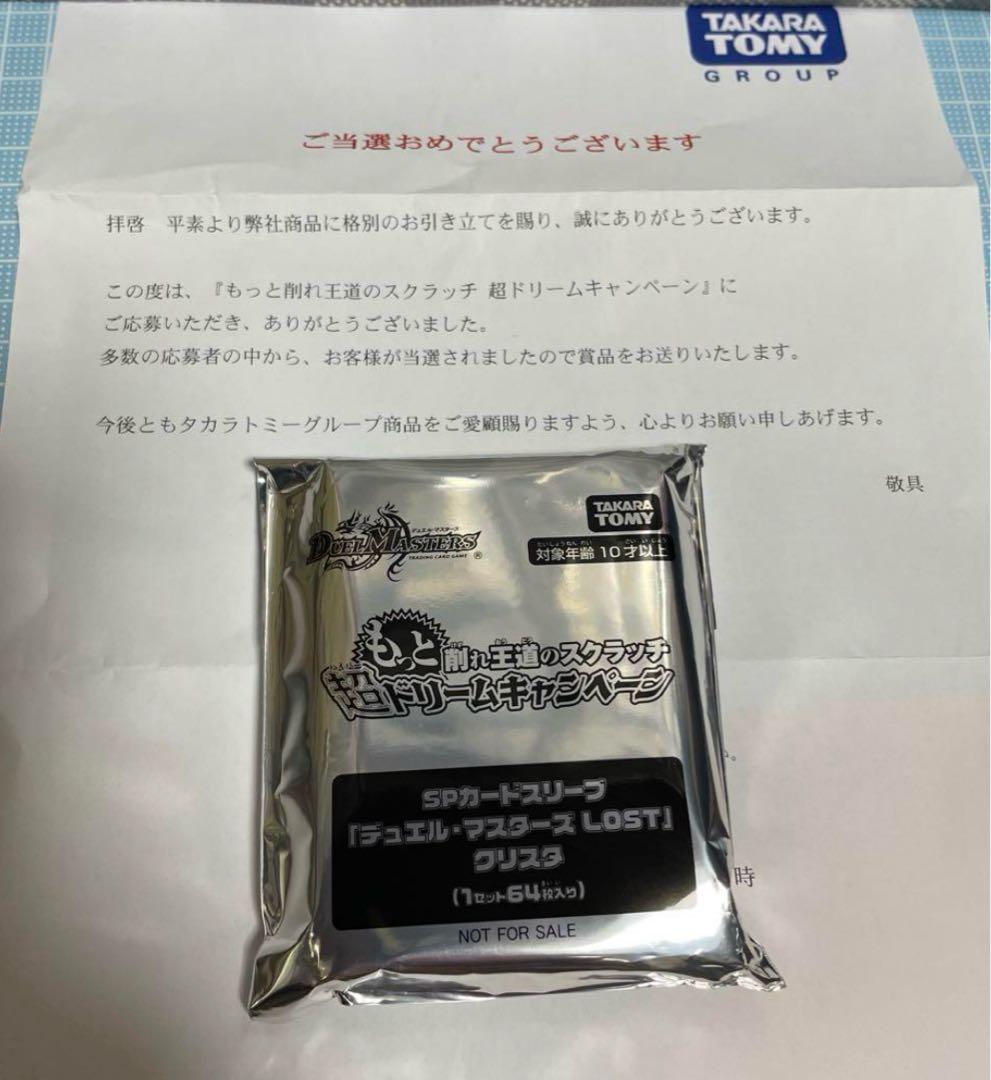 TAKARA
TOMY
GROUP
ご当選おめでとうございます
拝啓　平素より弊社商品に格別のお引き立てを賜り、誠にありがとうございます。
この度は、『もっと削れ王道のスクラッチ 超ドリームキャンペーン』に
ご応募いただき、ありがとうございました。
多数の応募者の中から、お客様が当選されましたので賞品をお送りいたします。
今後ともタカラトミーグループ商品をご愛顧賜りますよう、心よりお願い申しあげます。
敬具
デュエル・マスターズ
DUEL MASTERS ®
TRADING CARD GAME
TAKARA
TOMY
対象年齢 10才以上
もっと削れ王道のスクラッチ
超ドリームキャンペーン
SPカードスリーブ
「デュエル・マスターズ LOST」
クリスタ
(1セット64枚入り)
NOT FOR SALE
時